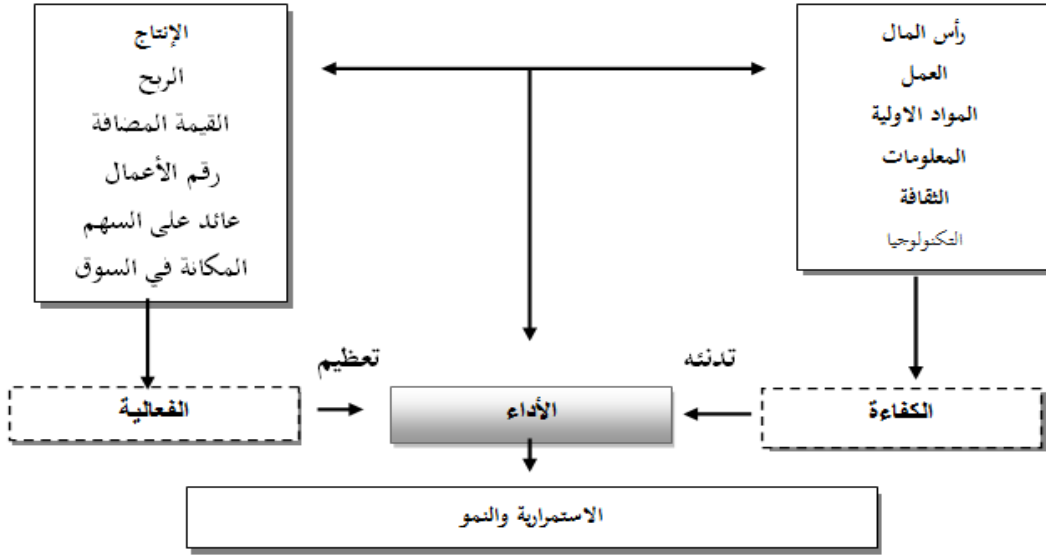 رأس المال
العمل
المواد الاولية
المعلومات
الثقافة
التكنولوجيا
الإنتاج
الربح
القيمة المضافة
رقم الأعمال
عائد على السهم
المكانة في السوق
تدنئه
تعظيم
الكفاءة
الأداء
الفعالية
الاستمرارية والنمو